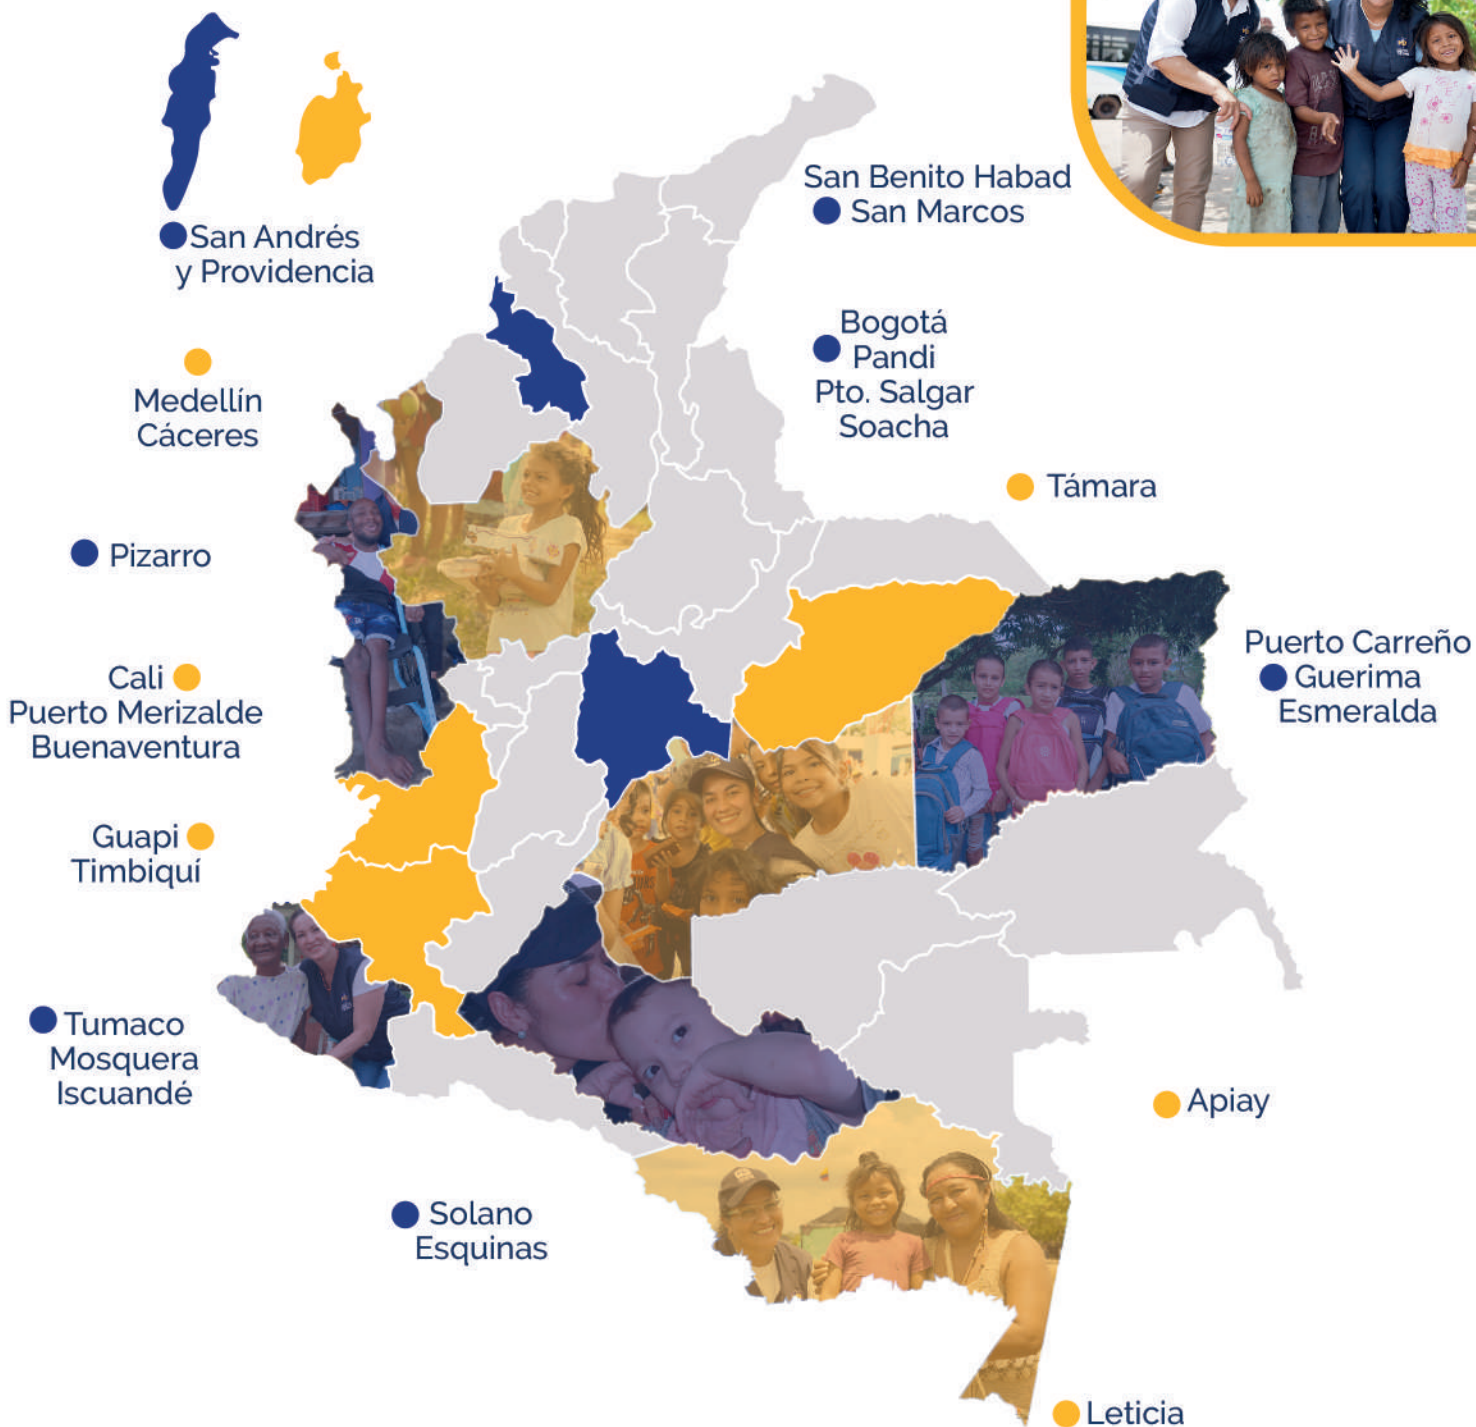 San Benito Habad
San Marcos
San Andrés
y Providencia
Bogotá
Pandi
Pto. Salgar
Soacha
Medellín
Cáceres
Támara
Pizarro
Puerto Carreño
Guerima
Esmeralda
Cali
Puerto Merizalde
Buenaventura
Guapi
Timbiquí
Tumaco
Mosquera
Iscuandé
Apiay
Solano
Esquinas
Leticia